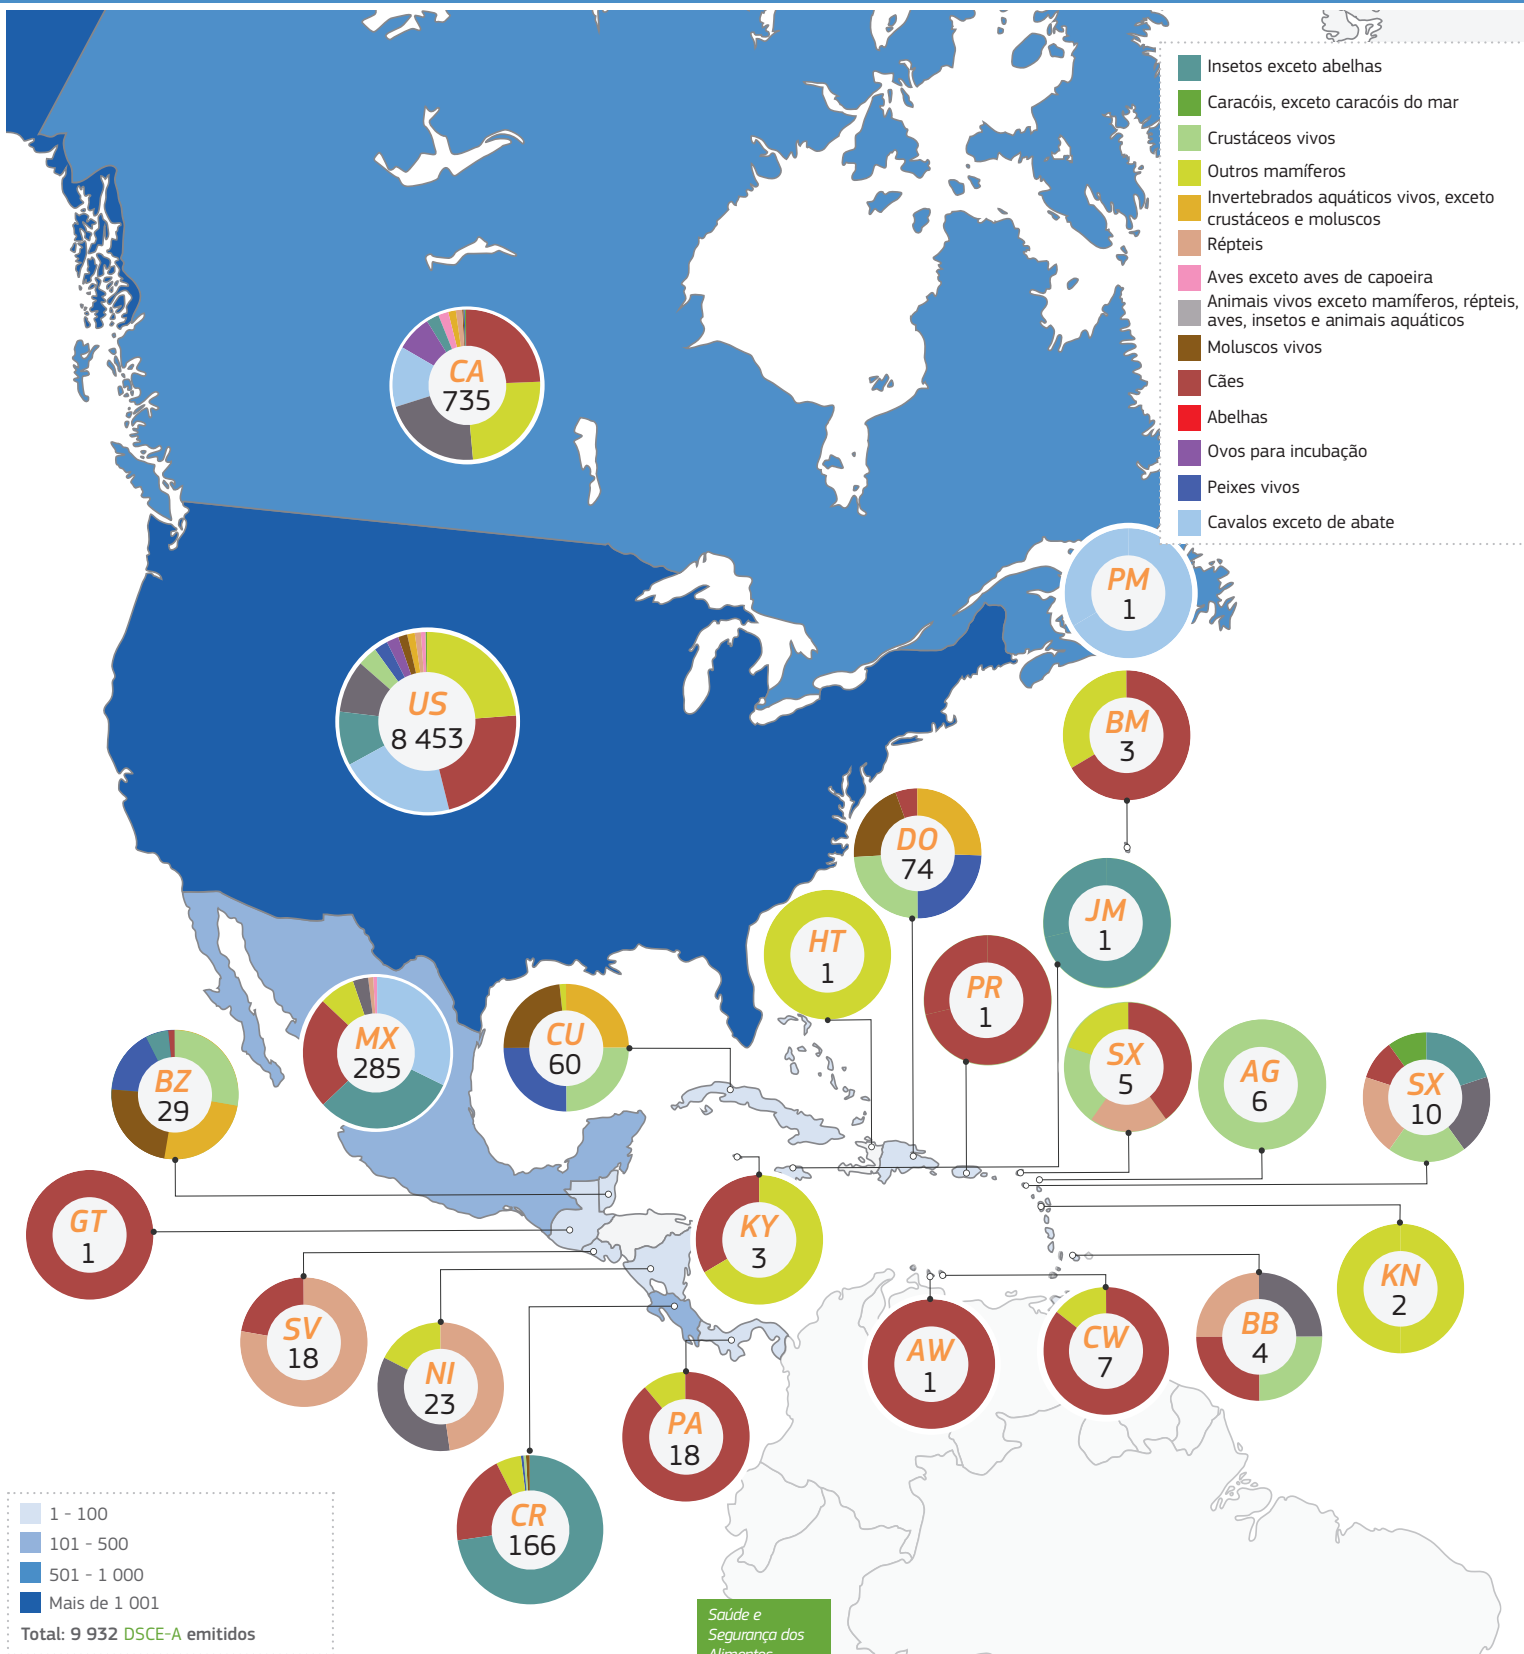 Insetos exceto abelhas
Caracóis, exceto caracóis do mar
Crustáceos vivos
Outros mamíferos
Invertebrados aquáticos vivos, exceto
crustáceos e moluscos
Répteis
Aves exceto aves de capoeira
Animais vivos exceto mamíferos, répteis,
aves, insetos e animais aquáticos
Moluscos vivos
Cães
Abelhas
Ovos para incubação
Peixes vivos
Cavalos exceto de abate
CA
735
PM
1
US
8 453
BM
3
DO
74
HT
1
JM
1
PR
1
MX
285
CU
60
SX
5
AG
6
SX
10
BZ
29
GT
1
KY
3
KN
2
SV
18
NI
23
AW
1
CW
7
BB
4
PA
18
CR
166
1 - 100
101 - 500
501 - 1 000
Mais de 1 001
Total: 9 932 DSCE-A emitidos
Saúde e
Segurança dos
Alimentos